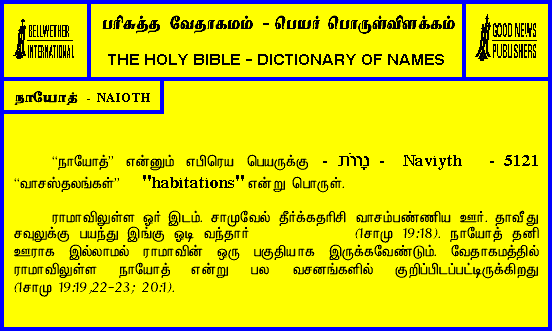 BELLWETHER
INTERNATIONAL
பரிசுத்த வேதாகமம் - பெயர் பொருள்விளக்கம்
THE HOLY BIBLE - DICTIONARY OF NAMES
GOOD NEWS
PUBLISHERS
நாயோத் - NAIOTH
“நாயோத்” என்னும் எபிரெய பெயருக்கு - - Naviyth - 5121
“வாசஸ்தலங்கள்” "habitations" என்று பொருள்.
ராமாவிலுள்ள ஓர் இடம். சாமுவேல் தீர்க்கதரிசி வாசம்பண்ணிய ஊர். தாவீது
சவுலுக்கு பயந்து இங்கு ஓடி வந்தார் (1சாமு 19:18). நாயோத் தனி
ஊராக இல்லாமல் ராமாவின் ஒரு பகுதியாக இருக்கவேண்டும். வேதாகமத்தில்
ராமாவிலுள்ள நாயோத் என்று பல வசனங்களில் குறிப்பிடப்பட்டிருக்கிறது
(1சாமு 19:19,22-23; 20:1).